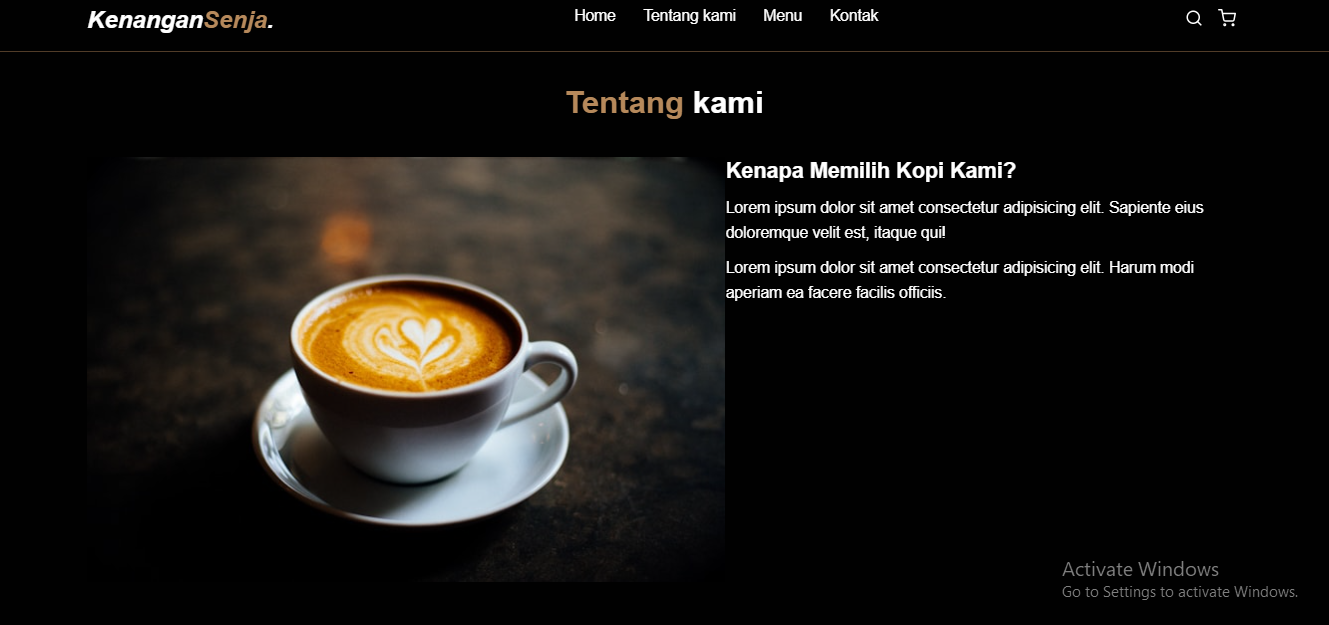 KenanganSenja.
Home Tentang kami Menu Kontak
Tentang kami
Kenapa Memilih Kopi Kami?
Lorem ipsum dolor sit amet consectetur adipisicing elit. Sapiente eius
doloremque velit est, itaque qui!
Lorem ipsum dolor sit amet consectetur adipisicing elit. Harum modi
aperiam ea facere facilis officiis.
Activate Windows
Go to Settings to activate Windows.